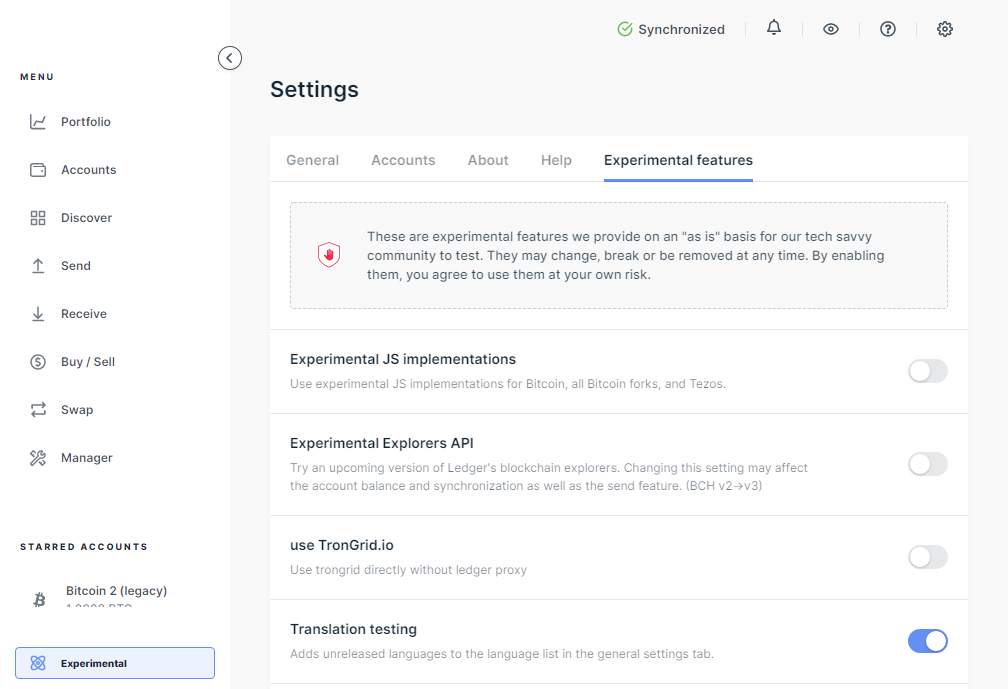 Synchronized
MENU
Settings
Portfolio
Accounts
Discover
Send
Receive
Buy / Sell
Swap
Manager
STARRED ACCOUNTS
Bitcoin 2 (legacy)
Experimental
General
Accounts
About
Help
Experimental features
These are experimental features we provide on an "as is" basis for our tech savvy
community to test. They may change, break or be removed at any time. By enabling
them, you agree to use them at your own risk.
Experimental JS implementations
Use experimental JS implementations for Bitcoin, all Bitcoin forks, and Tezos.
Experimental Explorers API
Try an upcoming version of Ledger's blockchain explorers. Changing this setting may affect
the account balance and synchronization as well as the send feature. (BCH v2->v3)
use TronGrid.io
Use trongrid directly without ledger proxy
Translation testing
Adds unreleased languages to the language list in the general settings tab.